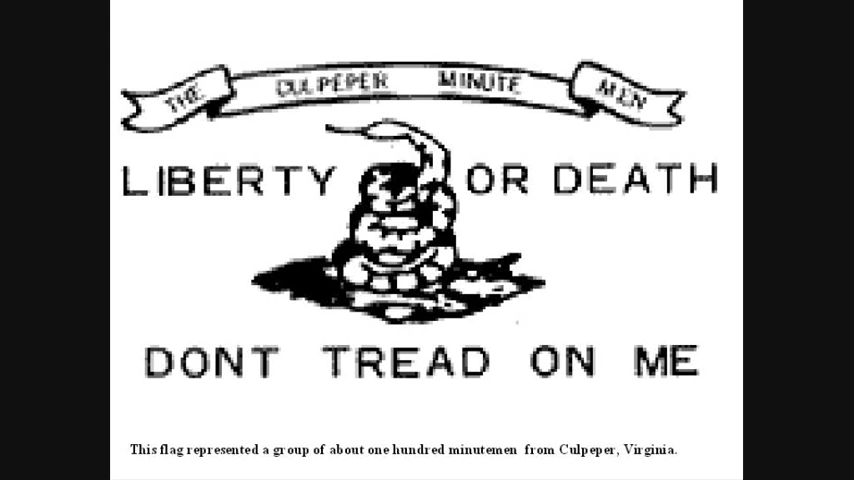 THE CULPEPER MINUTE MEN
LIBERTY OR DEATH
DONT TREAD ON ME
This flag represented a group of about one hundred minutemen from Culpeper, Virginia.